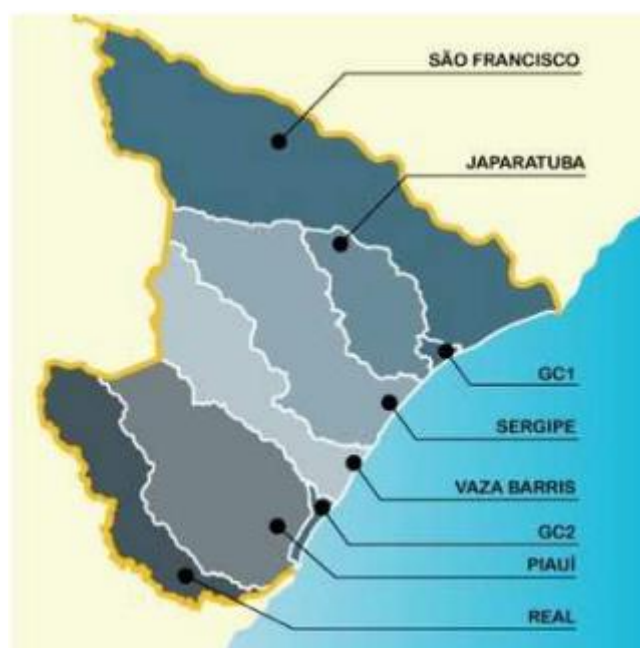 SÃO FRANCISCO
JAPARATUBA
GC1
SERGIPE
VAZA BARRIS
GC2
PIAUÍ
REAL